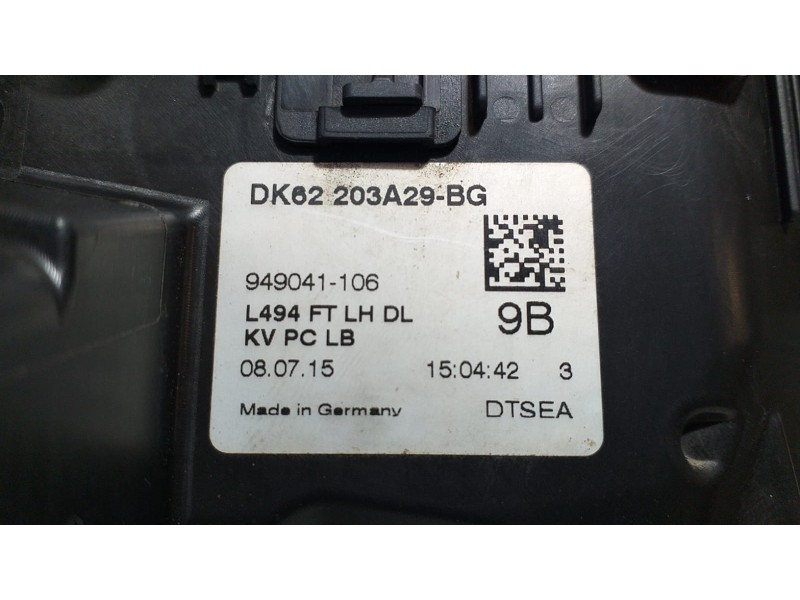 DK62 203A29-BG
949041-106
L494 FT LH DL
9B
KV PC LB
08.07.15 15:04:42 3
Made in Germany DTSEA